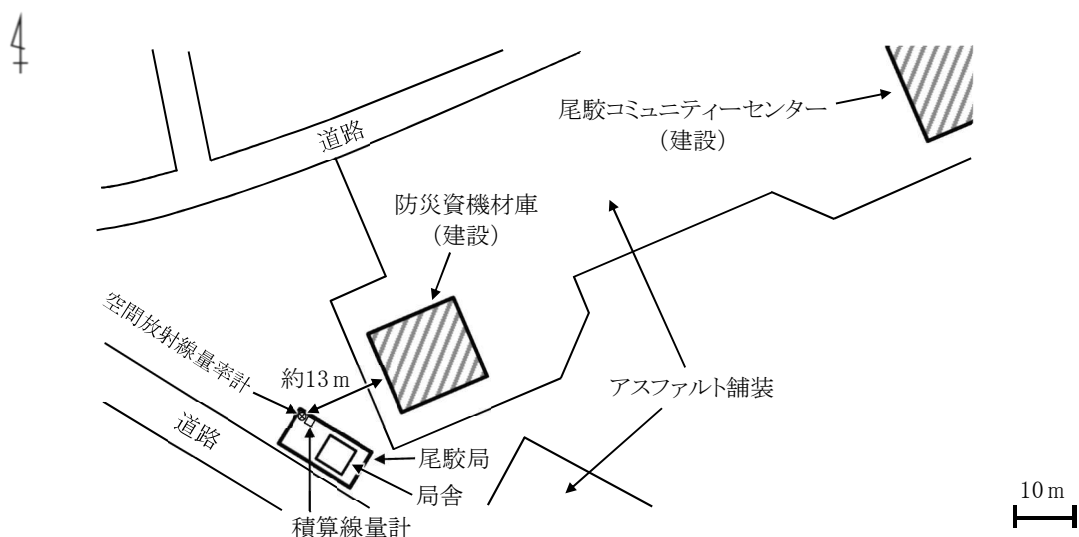 道路
尾駮コミュニティーセンター
（建設）
防災資機材庫
（建設）
空間放射線量率計
約13ｍ
アスファルト舗装
道路
尾駮局
局舎
積算線量計
10ｍ